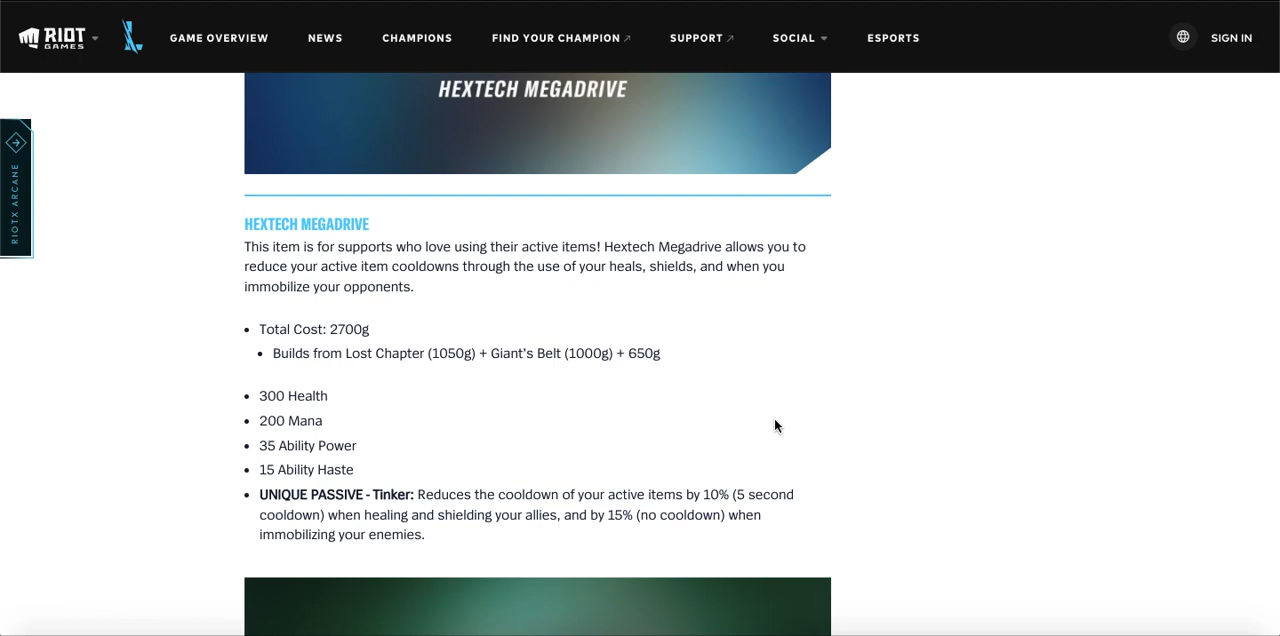 RIOT GAMES
GAME OVERVIEW
NEWS
CHAMPIONS
FIND YOUR CHAMPION
SUPPORT
SOCIAL
ESPORTS
SIGN IN
RIOTX ARCANE
HEXTECH MEGADRIVE
HEXTECH MEGADRIVE
This item is for supports who love using their active items! Hextech Megadrive allows you to
reduce your active item cooldowns through the use of your heals, shields, and when you
immobilize your opponents.
Total Cost: 2700g
Builds from Lost Chapter (1050g) + Giant's Belt (1000g) + 650g
300 Health
200 Mana
35 Ability Power
15 Ability Haste
UNIQUE PASSIVE - Tinker: Reduces the cooldown of your active items by 10% (5 second
cooldown) when healing and shielding your allies, and by 15% (no cooldown) when
immobilizing your enemies.